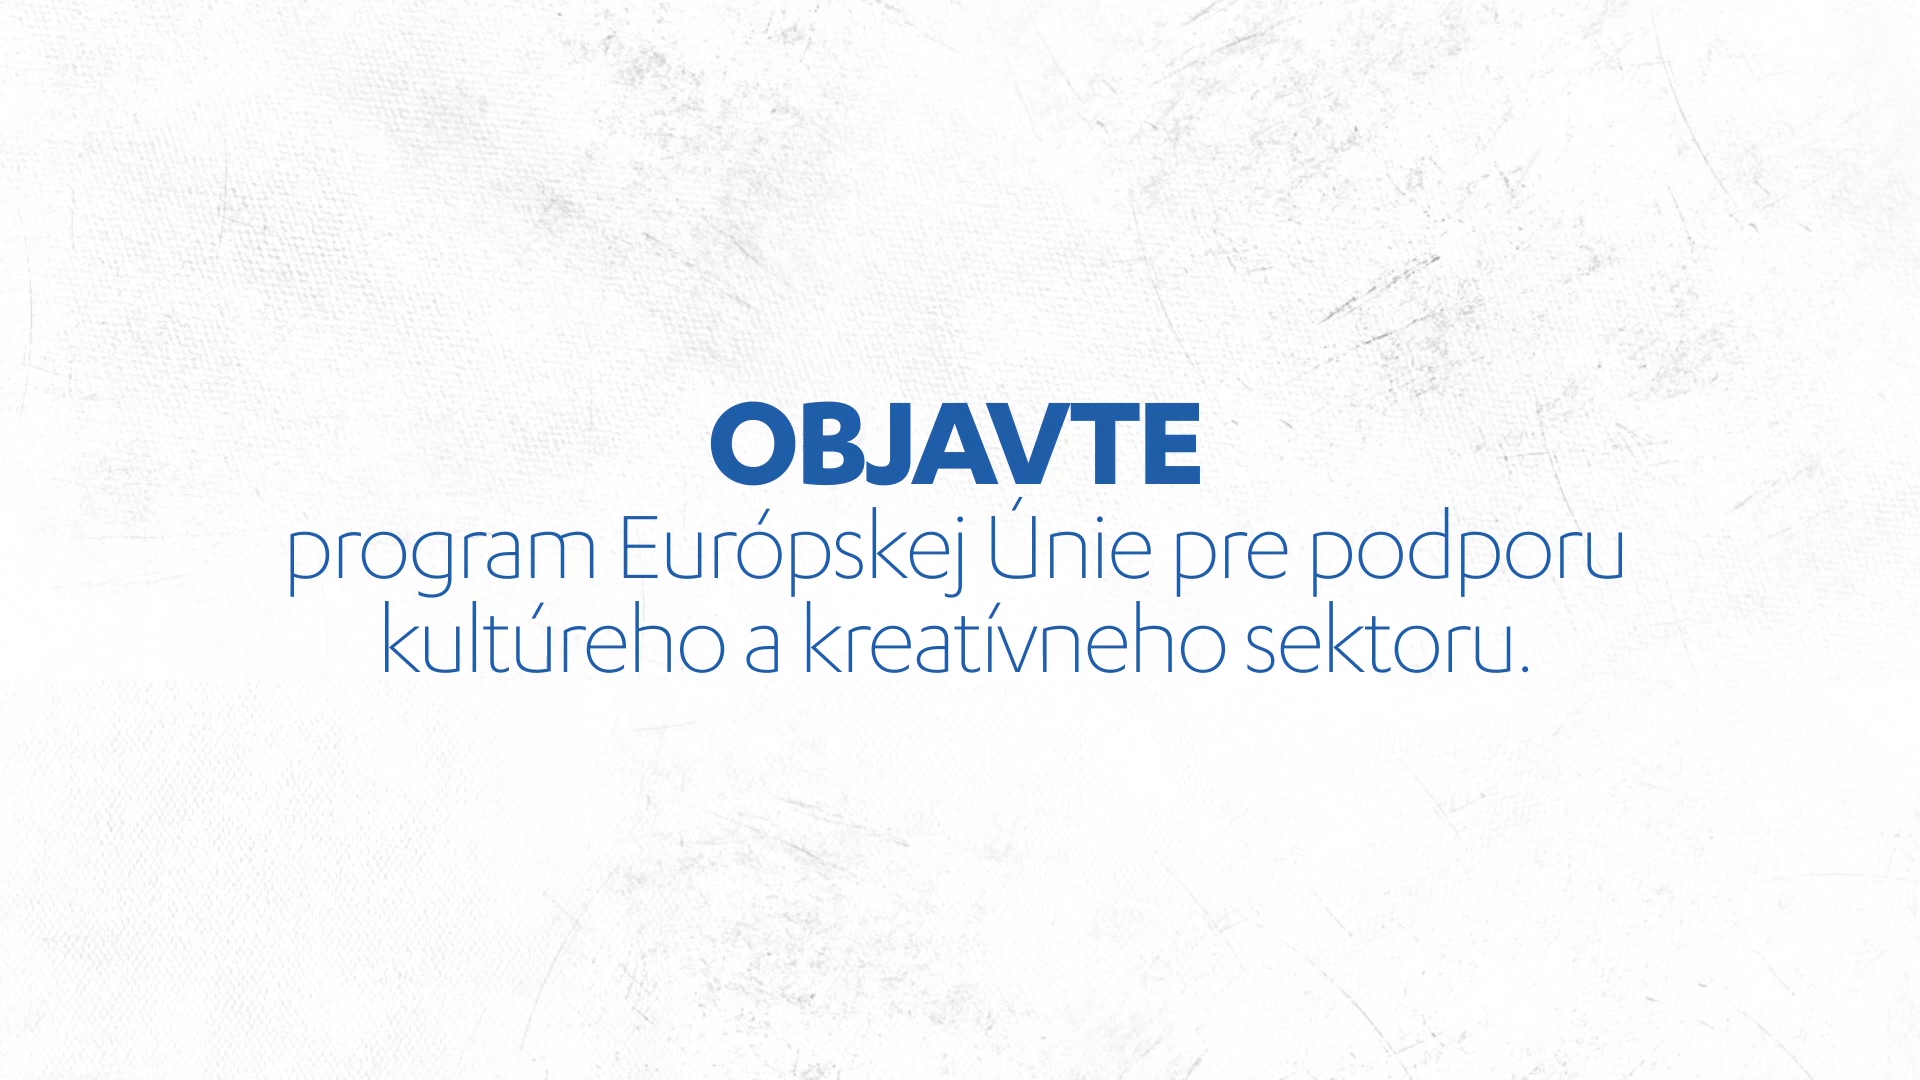 OBJAVTE
program Európskej Únie pre podporu
kultúreho a kreatívneho sektoru.